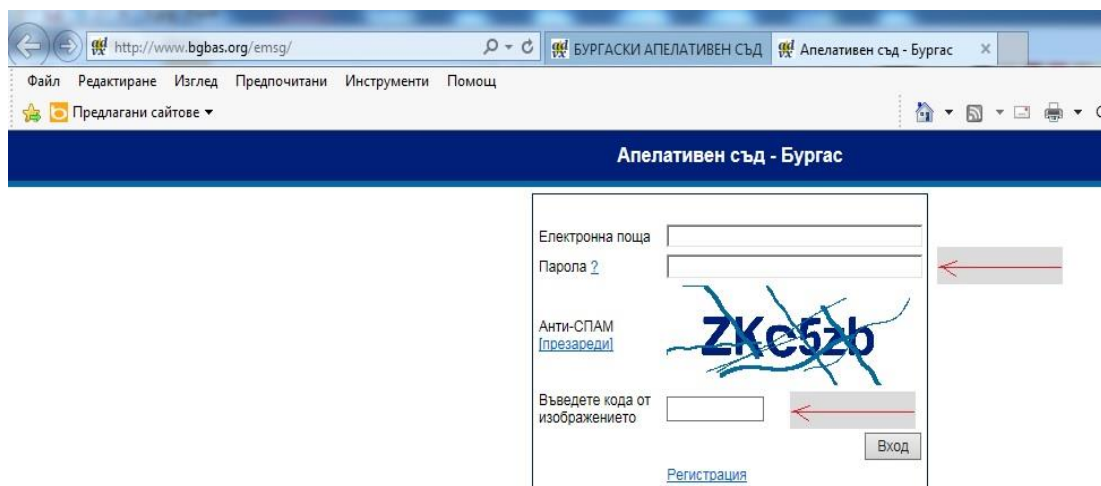 http://www.bgbas.org/emsg/
БУРГАСКИ АПЕЛАТИВЕН СЪД
Апелативен съд - Бургас
Файл Редактиране Изглед Предпочитани Инструменти Помощ
Предлагани сайтове
Апелативен съд - Бургас
Електронна поща
Парола ?
Анти-СПАМ
[презареди]
ZKc5zb
Въведете кода от
изображението
Вход
Регистрация